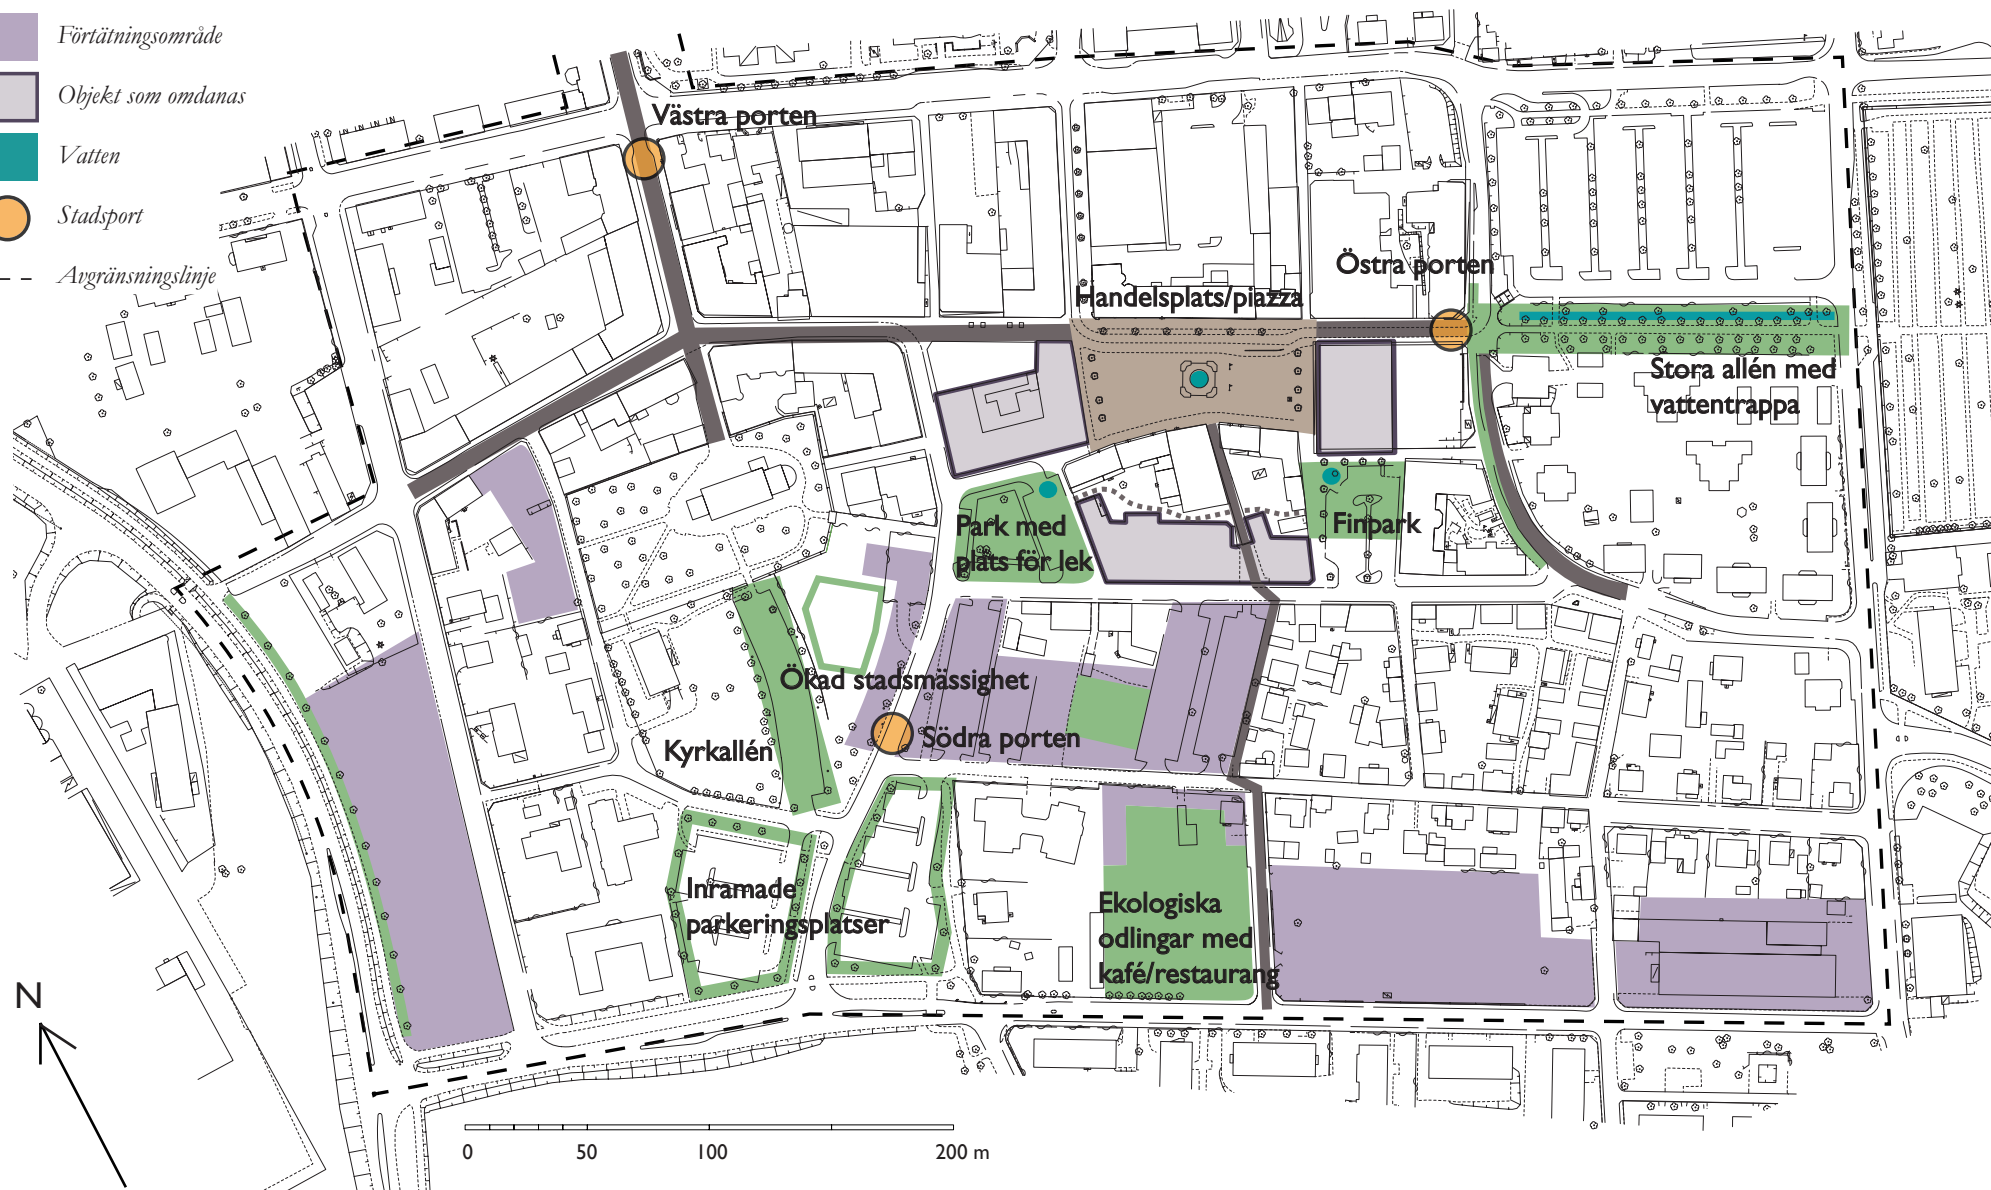 Förtätningsområde
Objekt som omdanas
Vatten
Stadsport
Avgränsningslinje
Västra porten
Östra porten
Handelsplats/piazza
Stora allén med
vattentrappa
Park med
plats för lek
Finpark
Ökad stadsmässighet
Södra porten
Kyrkallén
Inramade
parkeringsplatser
Ekologiska
odlingar med
kafé/restaurang
N
0 50 100 200 m